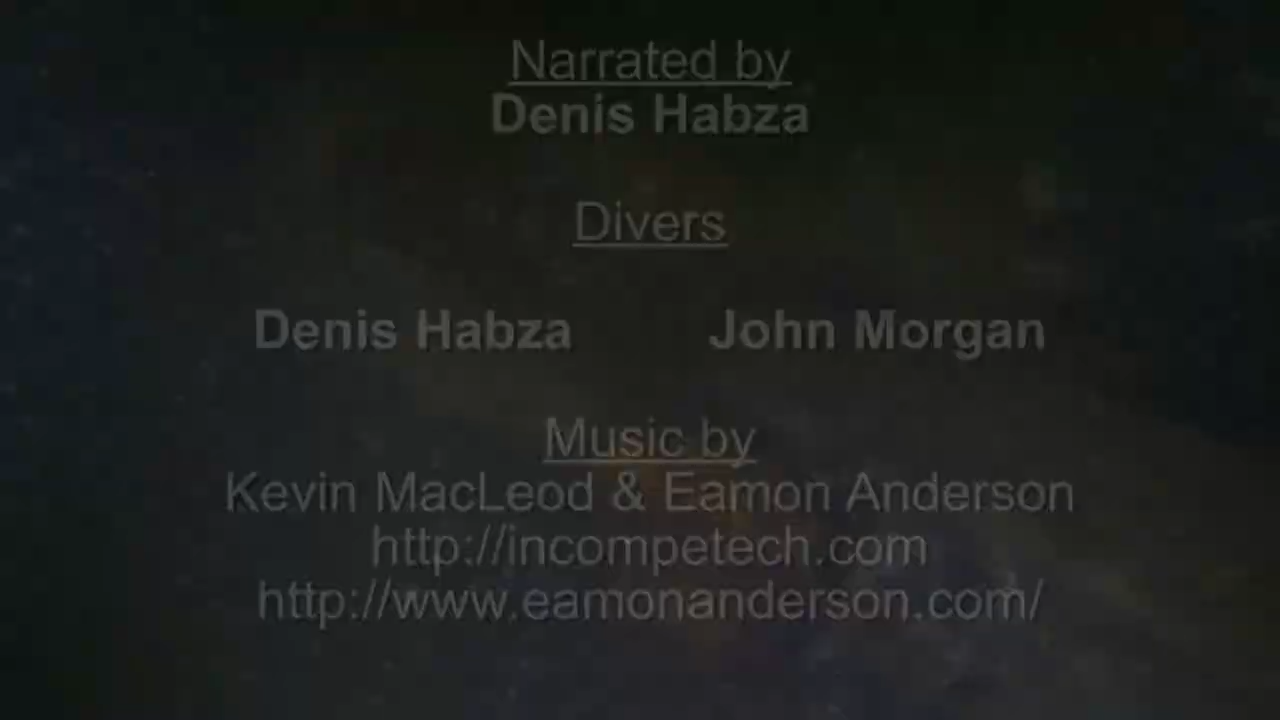 Narrated by
Denis Habza
Divers
Denis Habza John Morgan
Music by
Kevin MacLeod & Eamon Anderson
http://incompetech.com
http://www.eamonanderson.com/